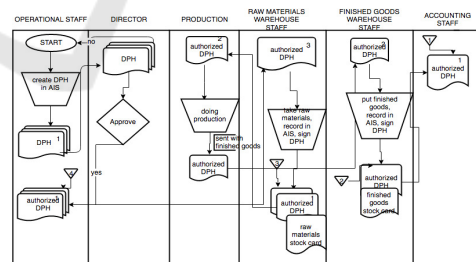 OPERATIONAL STAFF
DIRECTOR
PRODUCTION
RAW MATERIALS
WAREHOUSE
STAFF
FINISHED GOODS
WAREHOUSE
STAFF
ACCOUNTING
STAFF
START
no
create DPH
in AIS
DPH 1
4
authorized
DPH
DPH
Approve
yes
2
authorized
DPH
doing
production
sent with
finished goods
authorized
DPH
3
authorized
DPH
take raw
materials,
record in
AIS, sign
DPH
3
authorized
DPH 1
raw
materials
stock card
authorized
DPH
put finished
goods,
record in
AIS, sign
DPH
2
authorized
DPH
finished
goods
stock card
1
1
authorized
DPH